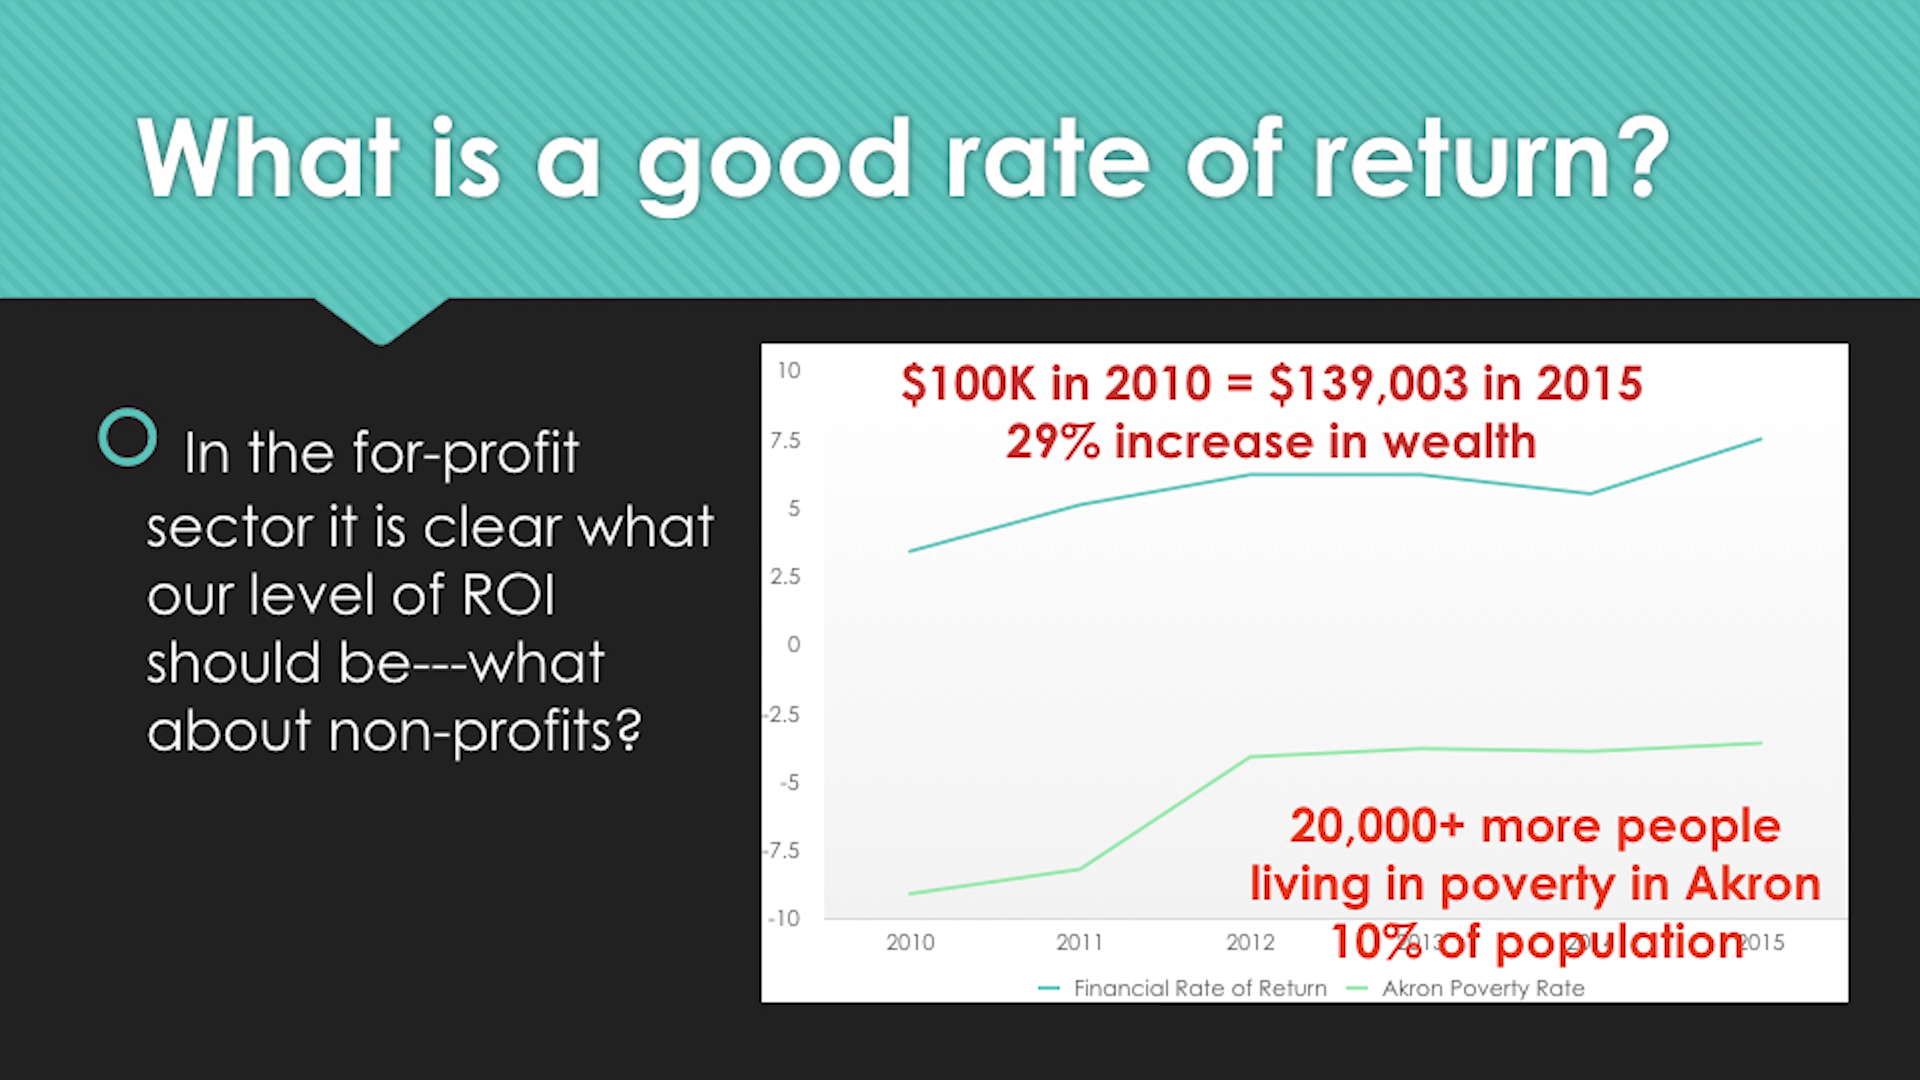 What is a good rate of return?
In the for-profit
sector it is clear what
our level of ROI
should be---what
about non-profits?
$100K in 2010 = $139,003 in 2015
29% increase in wealth
10
7.5
5
2.5
0
-2.5
-5
-7.5
-10
20,000+ more people
living in poverty in Akron
10% of population
2010 2011 2012 2013 2014 2015
Financial Rate of Return Akron Poverty Rate